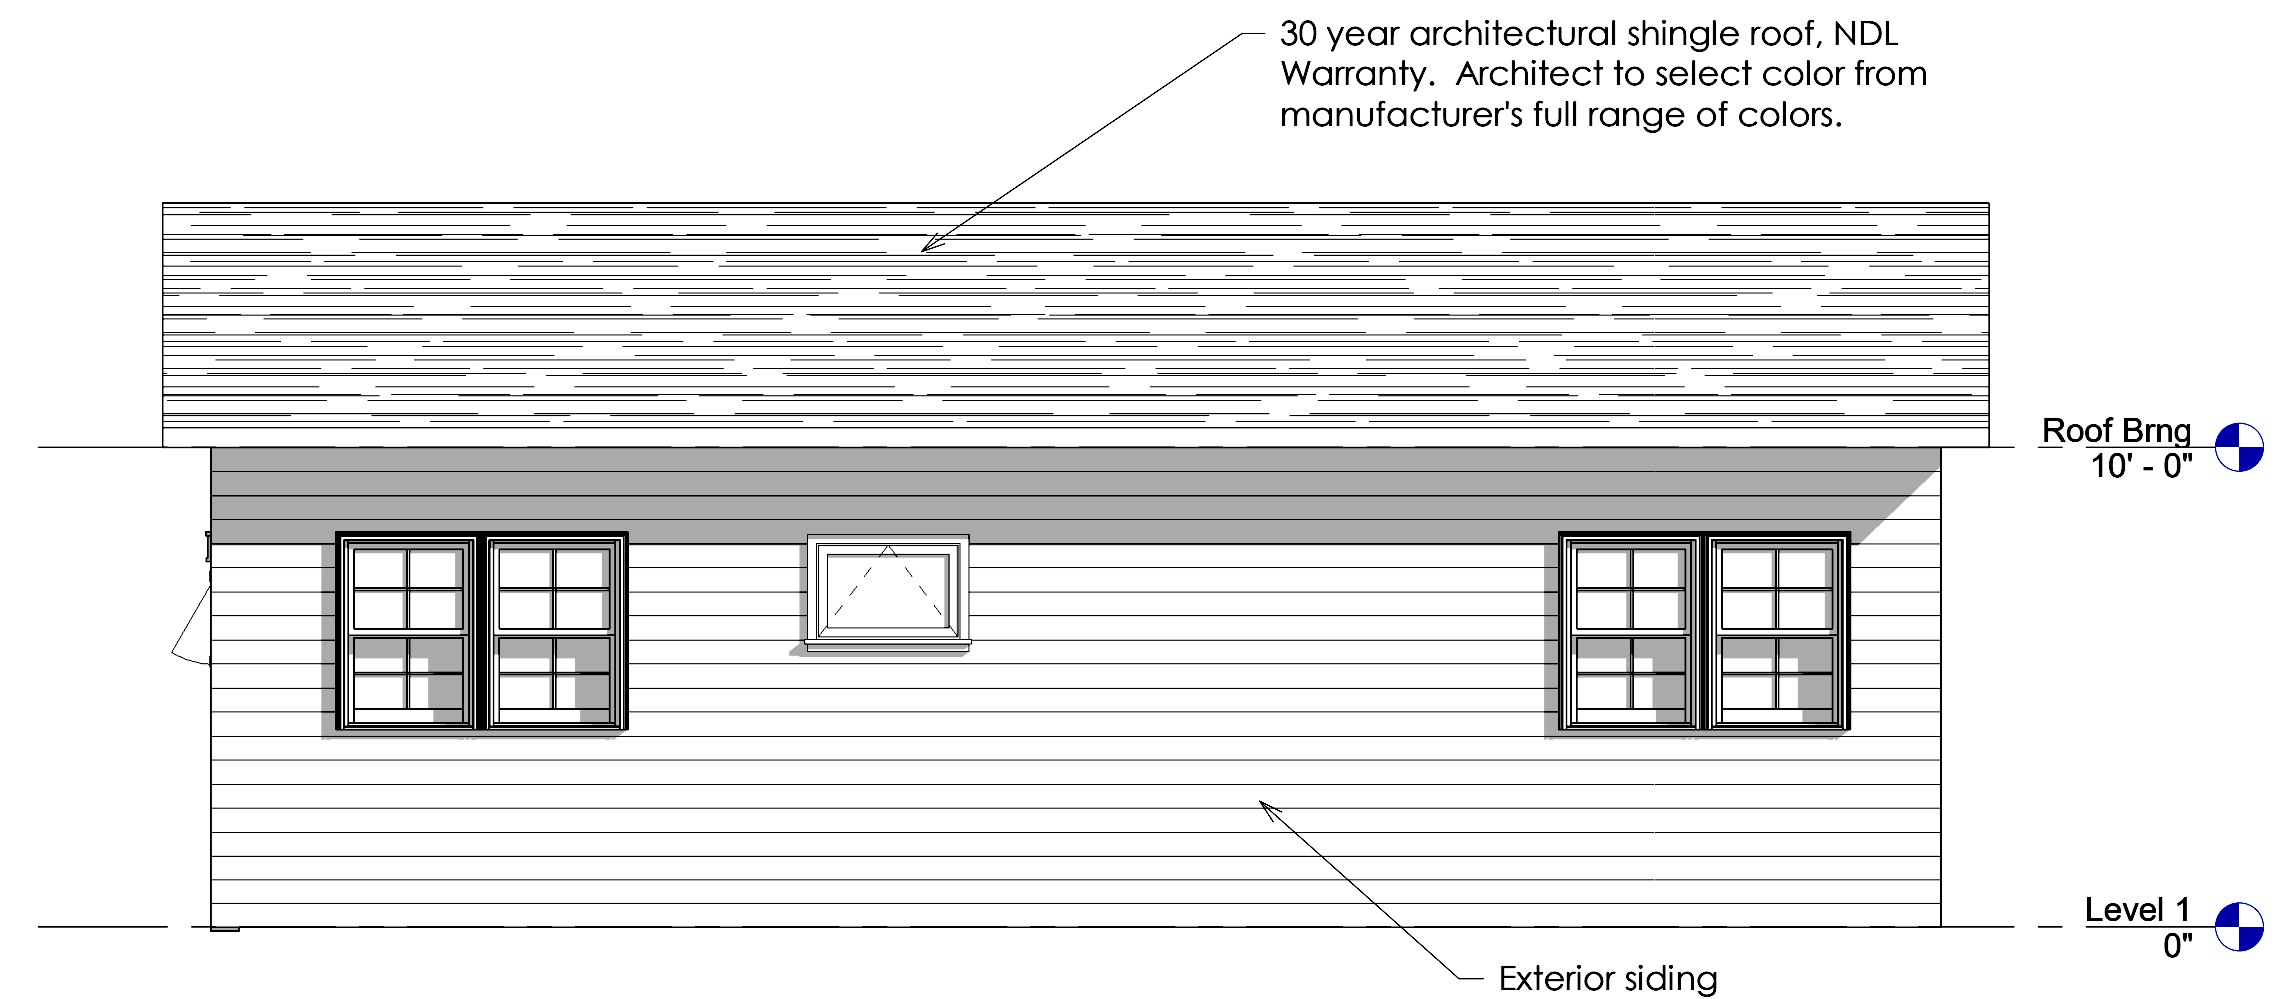 30 year architectural shingle roof, NDL
Warranty.  Architect to select color from
manufacturer's full range of colors.
Roof Brng
10' - 0"
Level 1
0"
Exterior siding